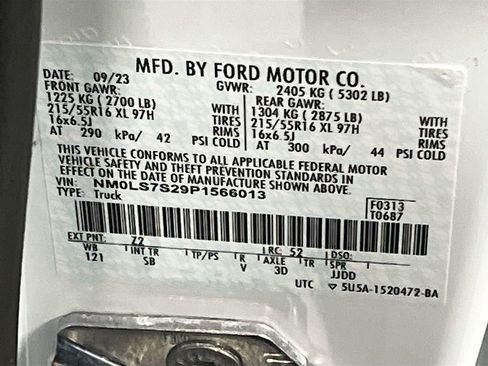 MFD. BY FORD MOTOR CO.
DATE: 09/23
GVWR: 2405 KG ( 5302 LB)
FRONT GAWR:
REAR GAWR:
1225 KG ( 2700 LB) WITH
1304 KG ( 2875 LB) WITH
215/55R16 XL 97H TIRES
215/55R16 XL 97H TIRES
16x6.5J RIMS
16x6.5J RIMS
AT 290 kPa/ 42 PSI COLD
AT 300 kPa/ 44 PSI COLD
THIS VEHICLE CONFORMS TO ALL APPLICABLE FEDERAL MOTOR
VEHICLE SAFETY AND THEFT PREVENTION STANDARDS IN
EFFECT ON THE DATE OF MANUFACTURE SHOWN ABOVE.
VIN: NM0LS7S29P1566013
F0313
TYPE: Truck
T0687
EXT PNT: Z2 RC: 52 DSO:
WB INT TR TP/PS R AXLE TR SPR
121 SB V 3D JJDD
UTC ▽ 5U5A-1520472-BA